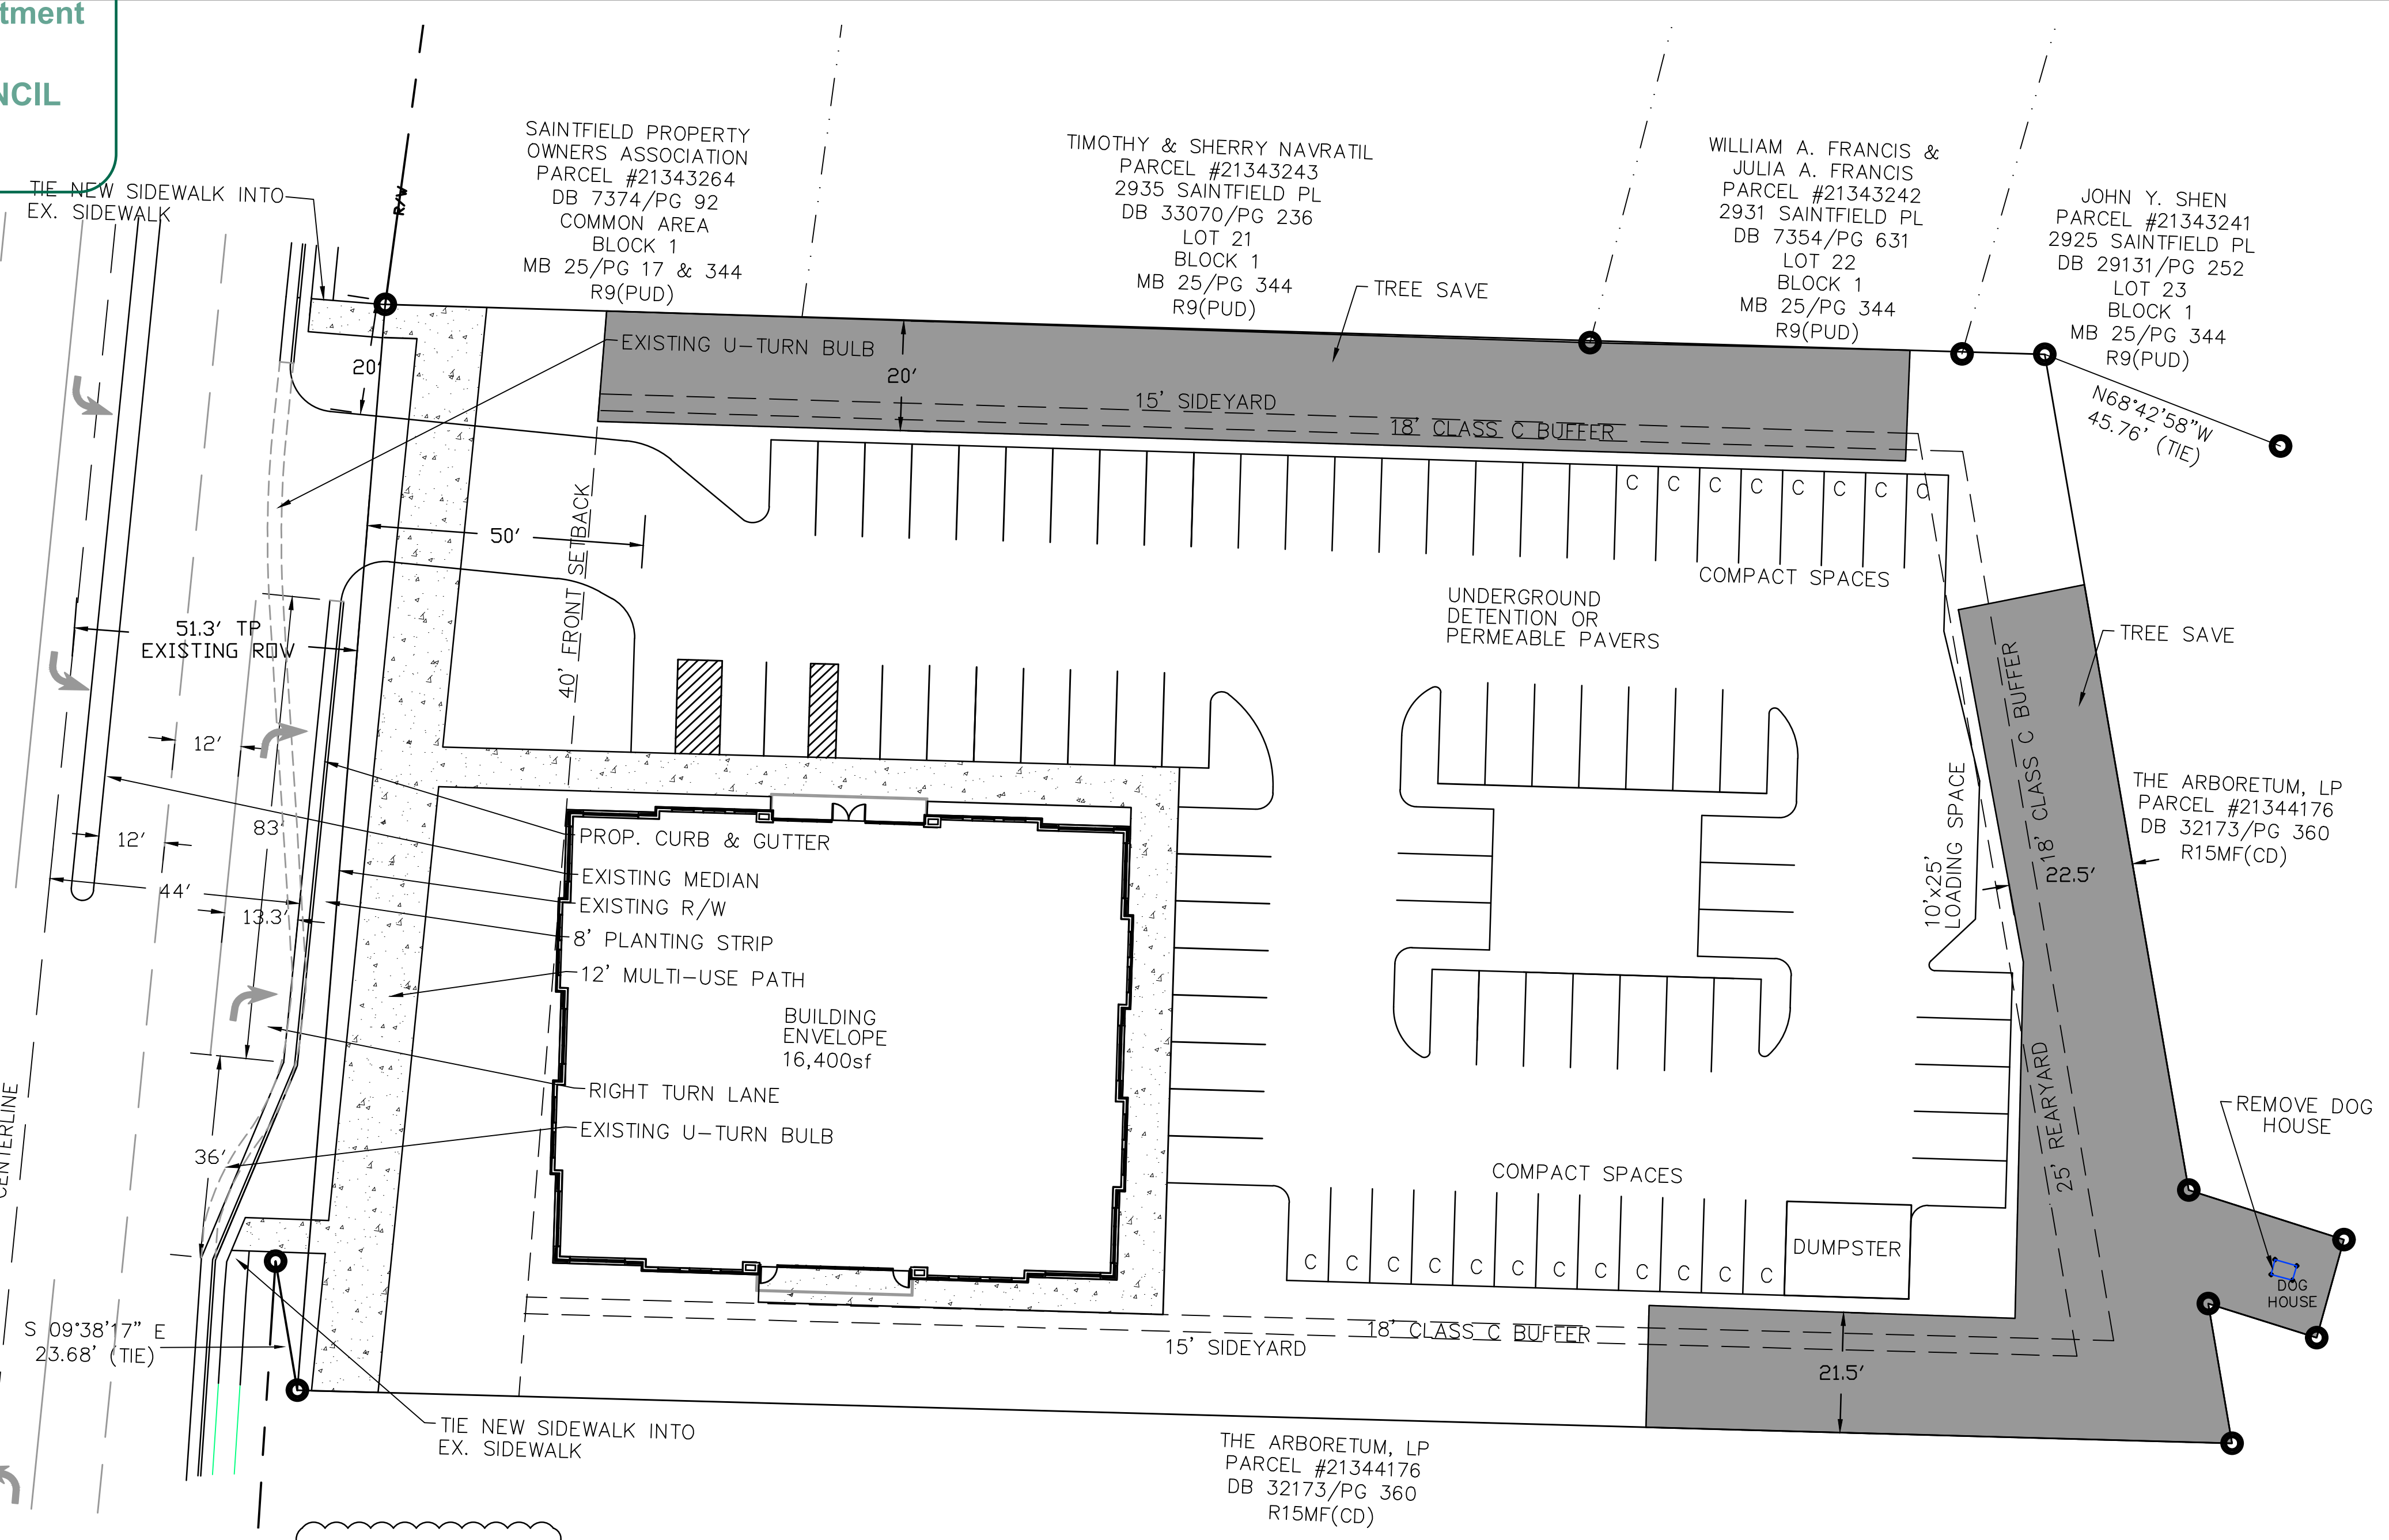 tment
NCIL
TIE NEW SIDEWALK INTO
EX. SIDEWALK
R/W
SAINTFIELD PROPERTY
OWNERS ASSOCIATION
PARCEL #21343264
DB 7374/PG 92
COMMON AREA
BLOCK 1
MB 25/PG 17 & 344
R9(PUD)
TIMOTHY & SHERRY NAVRATIL
PARCEL #21343243
2935 SAINTFIELD PL
DB 33070/PG 236
LOT 21
BLOCK 1
MB 25/PG 344
R9(PUD)
WILLIAM A. FRANCIS &
JULIA A. FRANCIS
PARCEL #21343242
2931 SAINTFIELD PL
DB 7354/PG 631
LOT 22
BLOCK 1
MB 25/PG 344
R9(PUD)
JOHN Y. SHEN
PARCEL #21343241
2925 SAINTFIELD PL
DB 29131/PG 252
LOT 23
BLOCK 1
MB 25/PG 344
R9(PUD)
TREE SAVE
EXISTING U-TURN BULB
20'
20'
15' SIDEYARD
18' CLASS C BUFFER
N68°42'58"W
45.76' (TIE)
C C C C C C C C
COMPACT SPACES
50'
40' FRONT SETBACK
UNDERGROUND
DETENTION OR
PERMEABLE PAVERS
51.3' TP
EXISTING ROW
TREE SAVE
18' CLASS C BUFFER
12'
83'
12'
44'
13.3'
10'x25'
LOADING SPACE
22.5'
THE ARBORETUM, LP
PARCEL #21344176
DB 32173/PG 360
R15MF(CD)
PROP. CURB & GUTTER
EXISTING MEDIAN
EXISTING R/W
8' PLANTING STRIP
12' MULTI-USE PATH
BUILDING
ENVELOPE
16,400sf
RIGHT TURN LANE
EXISTING U-TURN BULB
36'
CENTERLINE
25' REARYARD
REMOVE DOG
HOUSE
DOG
HOUSE
COMPACT SPACES
C C C C C C C C C C C C
DUMPSTER
18' CLASS C BUFFER
15' SIDEYARD
21.5'
S 09°38'17" E
23.68' (TIE)
TIE NEW SIDEWALK INTO
EX. SIDEWALK
THE ARBORETUM, LP
PARCEL #21344176
DB 32173/PG 360
R15MF(CD)